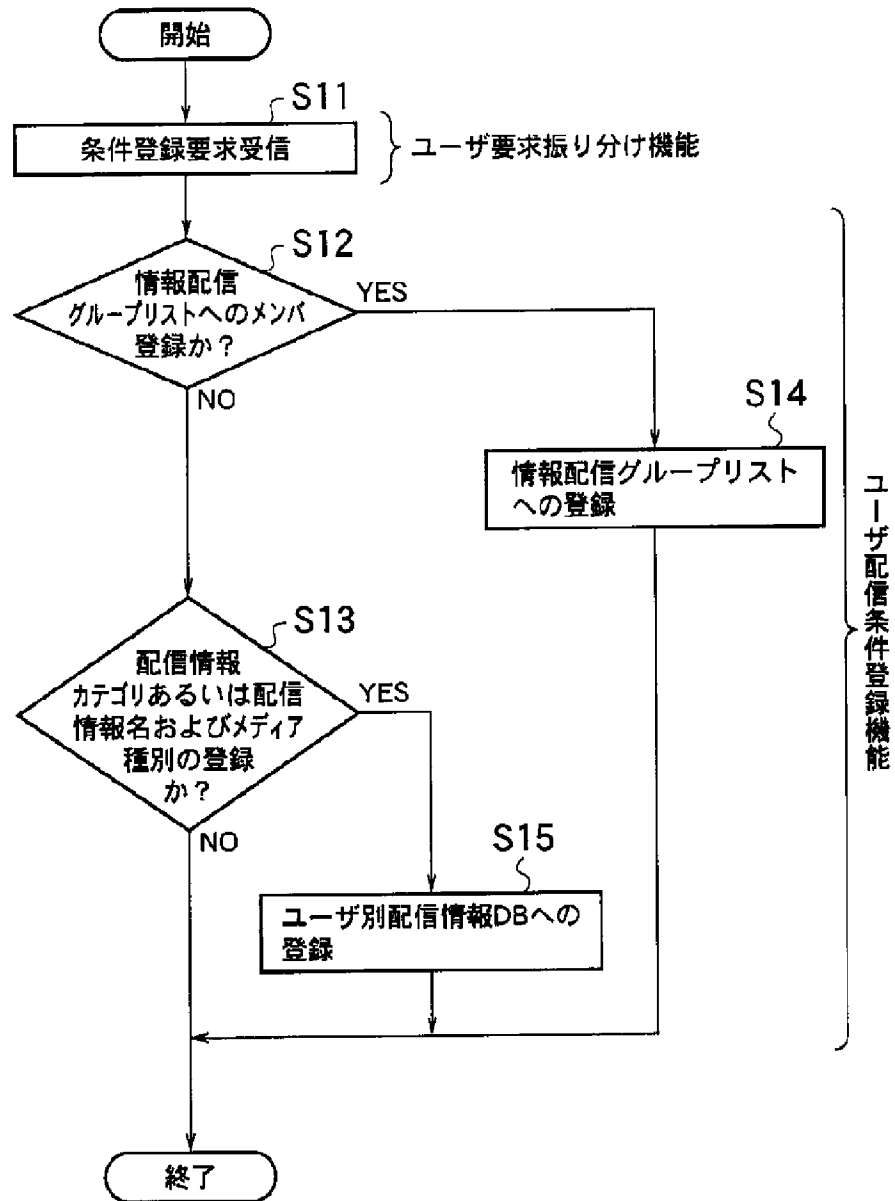 開始
S11
条件登録要求受信
ユーザ要求振り分け機能
S12
情報配信
グループリストへのメンバ
登録か？
YES
NO
S14
情報配信グループリスト
への登録
S13
配信情報
カテゴリあるいは配信
情報名およびメディア
種別の登録
か？
YES
NO
S15
ユーザ別配信情報DBへの
登録
ユーザ配信条件登録機能
終了